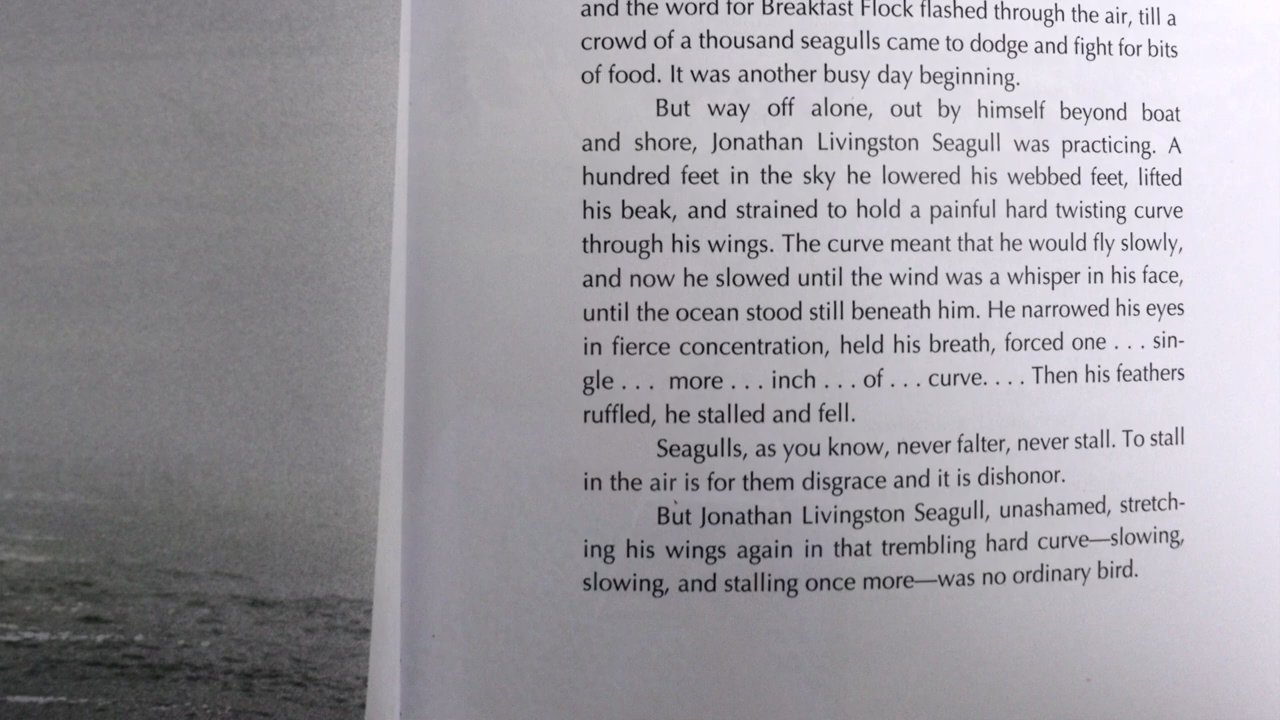 and the word for Breakfast Flock flashed through the air, till a
crowd of a thousand seagulls came to dodge and fight for bits
of food. It was another busy day beginning.
But way off alone, out by himself beyond boat
and shore, Jonathan Livingston Seagull was practicing. A
hundred feet in the sky he lowered his webbed feet, lifted
his beak, and strained to hold a painful hard twisting curve
through his wings. The curve meant that he would fly slowly,
and now he slowed until the wind was a whisper in his face,
until the ocean stood still beneath him. He narrowed his eyes
in fierce concentration, held his breath, forced one . . . sin-
gle . . . more . . . inch . . . of . . . curve. . . . Then his feathers
ruffled, he stalled and fell.
Seagulls, as you know, never falter, never stall. To stall
in the air is for them disgrace and it is dishonor.
But Jonathan Livingston Seagull, unashamed, stretch-
ing his wings again in that trembling hard curve—slowing,
slowing, and stalling once more—was no ordinary bird.